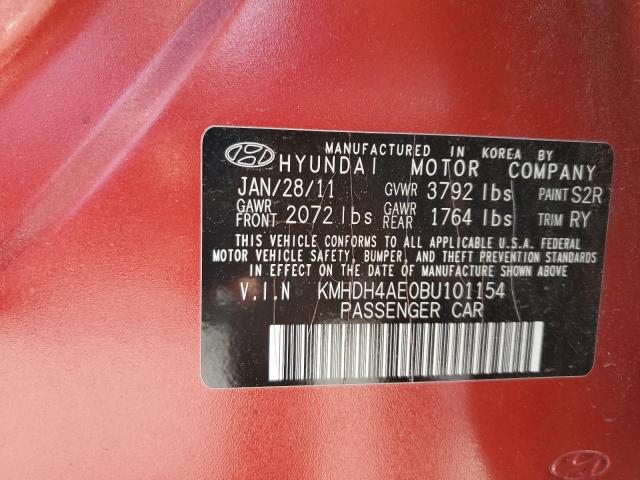 MANUFACTURED IN KOREA BY
HYUNDAI MOTOR COMPANY
JAN/28/11 GVWR 3792 lbs PAINT S2R
GAWR FRONT 2072 lbs GAWR REAR 1764 lbs TRIM RY
THIS VEHICLE CONFORMS TO ALL APPLICABLE U.S.A. FEDERAL
MOTOR VEHICLE SAFETY, BUMPER, AND THEFT PREVENTION STANDARDS
IN EFFECT ON THE DATE OF MANUFACTURE SHOWN ABOVE.
V.I.N KMHDH4AE0BU101154
PASSENGER CAR